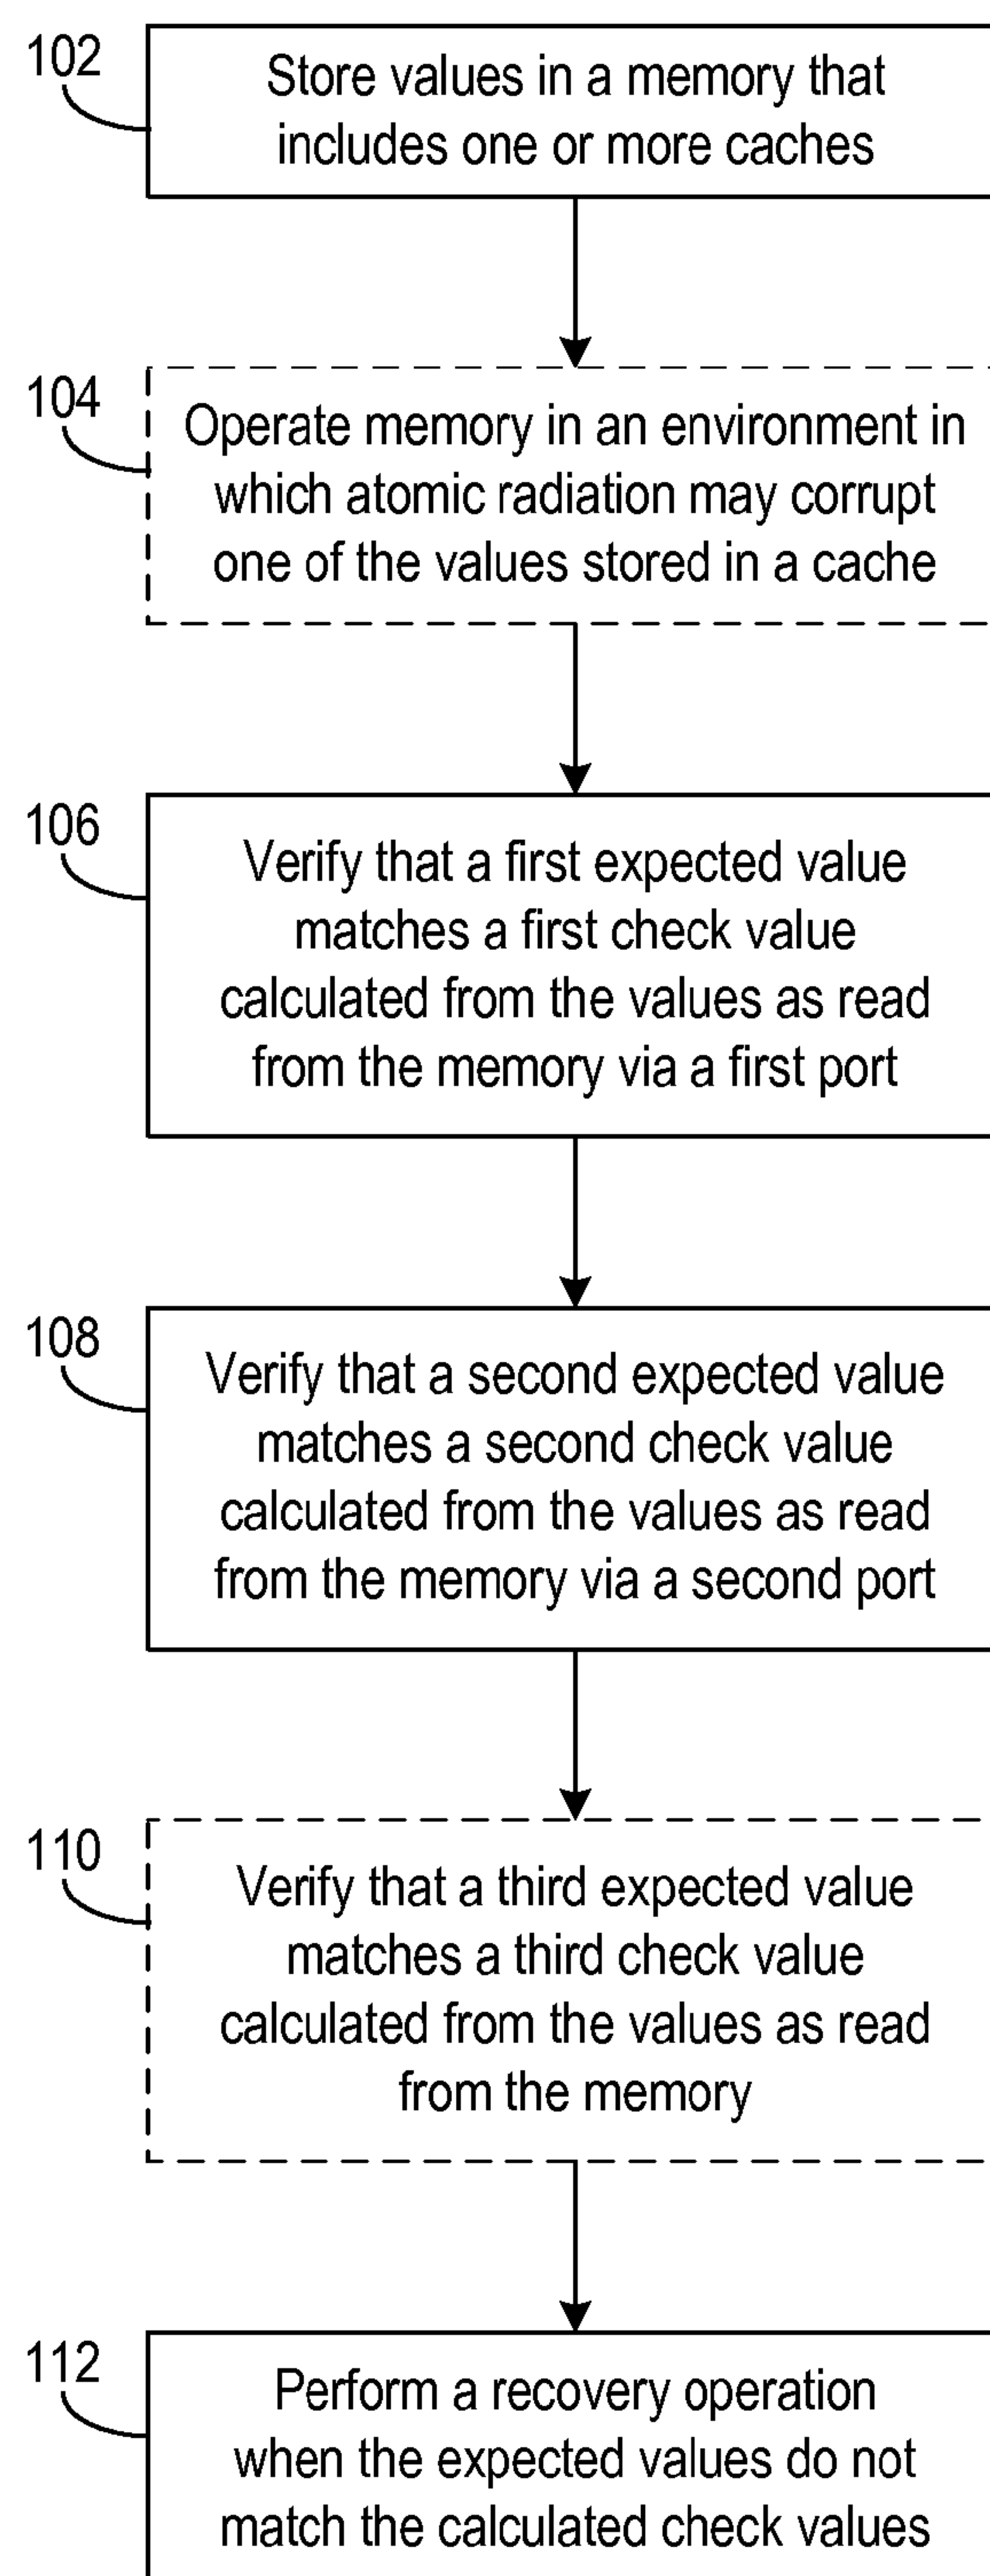 102
Store values in a memory that
includes one or more caches
104
Operate memory in an environment in
which atomic radiation may corrupt
one of the values stored in a cache
106
Verify that a first expected value
matches a first check value
calculated from the values as read
from the memory via a first port
108
Verify that a second expected value
matches a second check value
calculated from the values as read
from the memory via a second port
110
Verify that a third expected value
matches a third check value
calculated from the values as read
from the memory
112
Perform a recovery operation
when the expected values do not
match the calculated check values